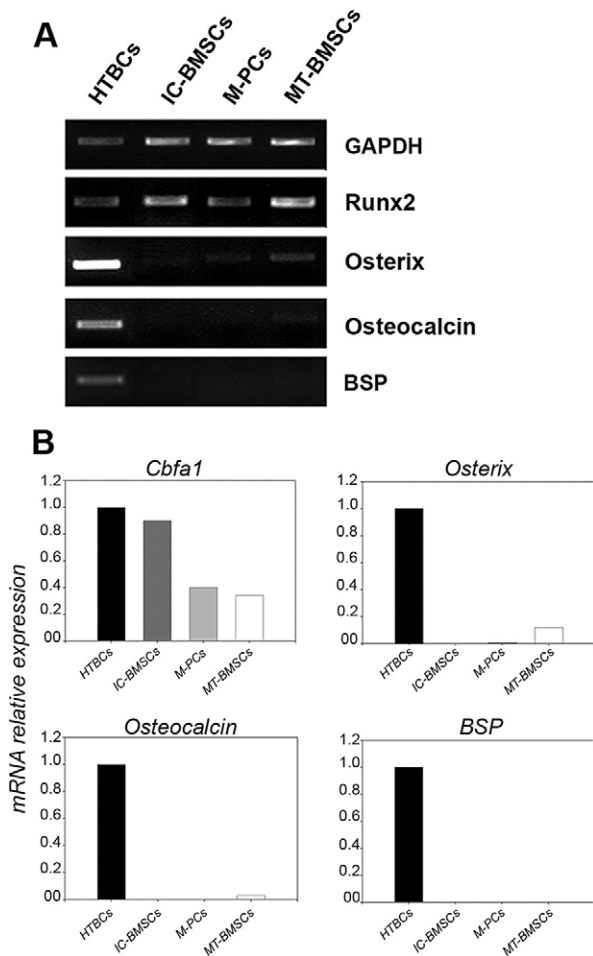 A
HTBCs IC-BMSCs M-PCs MT-BMSCs
GAPDH
Runx2
Osterix
Osteocalcin
BSP
B
mRNA relative expression
Cbfa1
1.2
1.0
0.8
0.6
0.4
0.2
00
HTBCs IC-BMSCs M-PCs MT-BMSCs
Osterix
1.2
1.0
0.8
0.6
0.4
0.2
00
HTBCs IC-BMSCs M-PCs MT-BMSCs
Osteocalcin
1.2
1.0
0.8
0.6
0.4
0.2
00
HTBCs IC-BMSCs M-PCs MT-BMSCs
BSP
1.2
1.0
0.8
0.6
0.4
0.2
00
HTBCs IC-BMSCs M-PCs MT-BMSCs